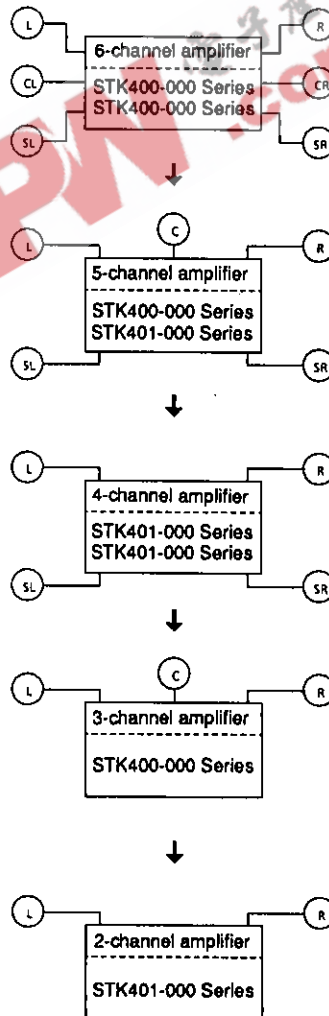 L R
6-channel amplifier
CL CR
STK400-000 Series
STK400-000 Series
SL SR
C
L R
5-channel amplifier
STK400-000 Series
STK401-000 Series
SL SR
L R
4-channel amplifier
STK401-000 Series
STK401-000 Series
SL SR
C
L R
3-channel amplifier
STK400-000 Series
L R
2-channel amplifier
STK401-000 Series